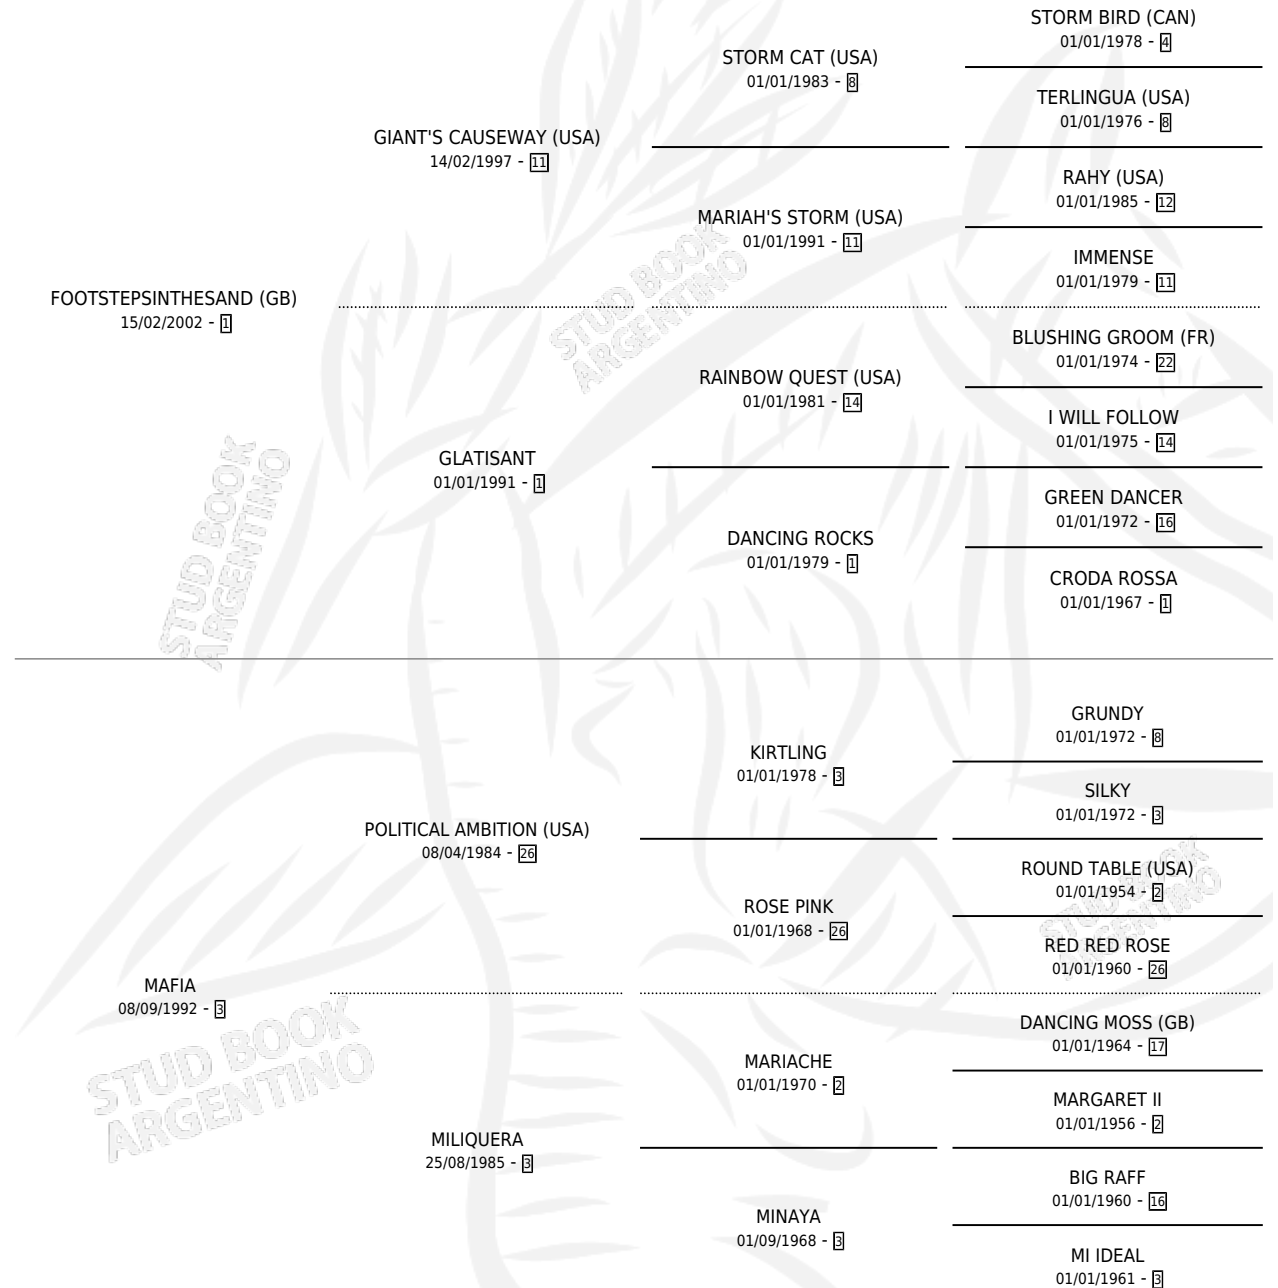 STORM BIRD (CAN)
01/01/1978 - 4
STORM CAT (USA)
01/01/1983 - 8
TERLINGUA (USA)
01/01/1976 - 8
GIANT'S CAUSEWAY (USA)
14/02/1997 - 11
RAHY (USA)
01/01/1985 - 12
MARIAH'S STORM (USA)
01/01/1991 - 11
IMMENSE
01/01/1979 - 11
FOOTSTEPSINTHESAND (GB)
15/02/2002 - 1
BLUSHING GROOM (FR)
01/01/1974 - 22
RAINBOW QUEST (USA)
01/01/1981 - 14
I WILL FOLLOW
01/01/1975 - 14
GLATISANT
01/01/1991 - 1
GREEN DANCER
01/01/1972 - 16
DANCING ROCKS
01/01/1979 - 1
CRODA ROSSA
01/01/1967 - 1
STUD BOOK
ARGENTINO
STUD BOOK
ARGENTINO
GRUNDY
01/01/1972 - 8
KIRTLING
01/01/1978 - 3
SILKY
01/01/1972 - 3
POLITICAL AMBITION (USA)
08/04/1984 - 26
ROUND TABLE (USA)
01/01/1954 - 2
ROSE PINK
01/01/1968 - 26
RED RED ROSE
01/01/1960 - 26
MAFIA
08/09/1992 - 3
DANCING MOSS (GB)
01/01/1964 - 17
MARIACHE
01/01/1970 - 2
MARGARET II
01/01/1956 - 2
MILIQUERA
25/08/1985 - 3
BIG RAFF
01/01/1960 - 16
MINAYA
01/09/1968 - 3
MI IDEAL
01/01/1961 - 3
STUD BOOK
ARGENTINO
STUD BOOK
ARGENTINO